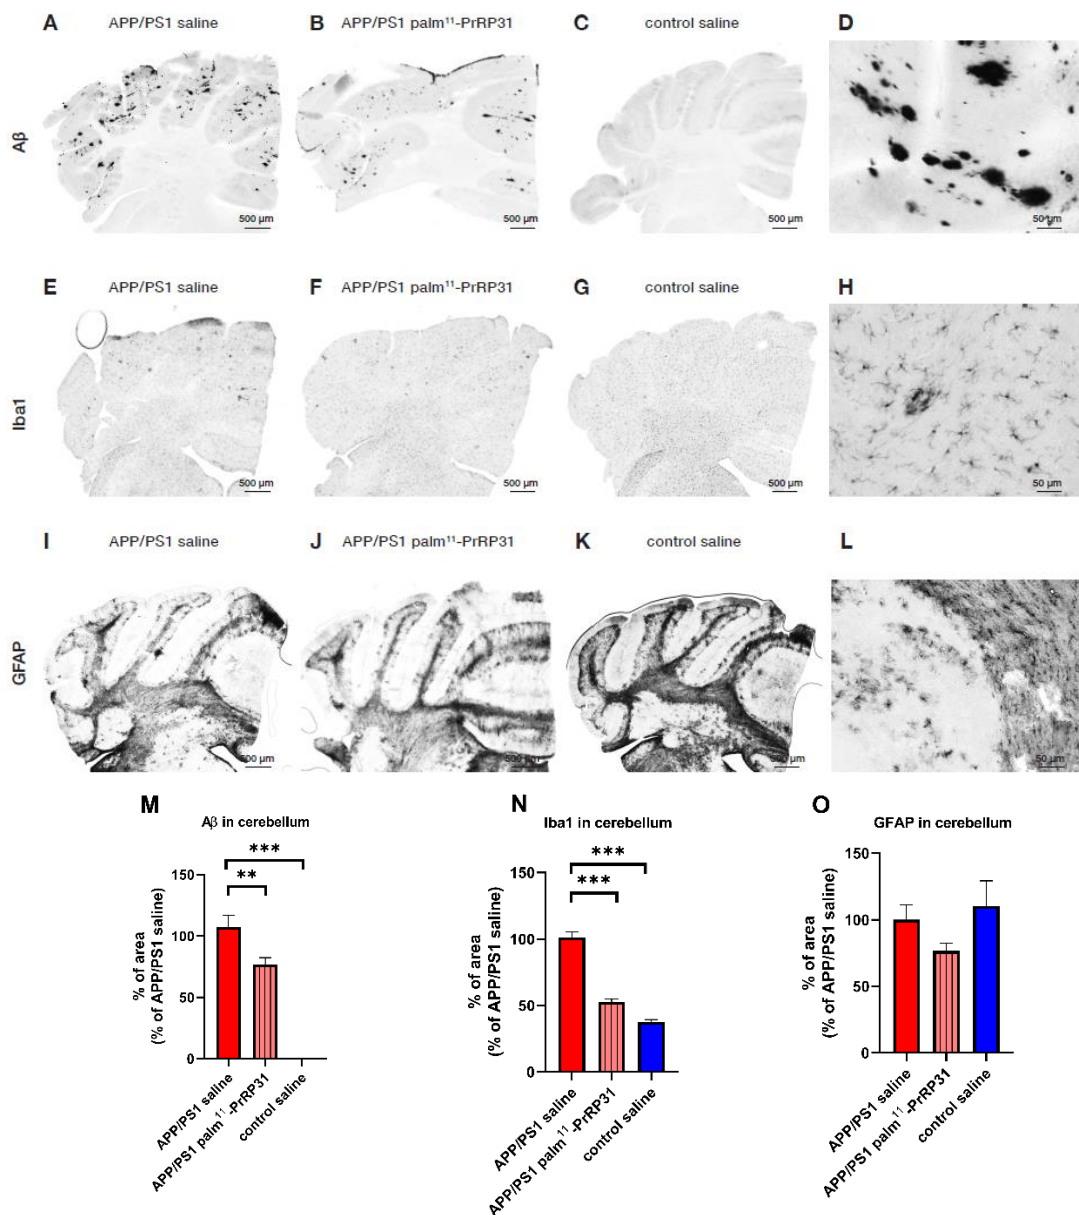 A APP/PS1 saline B APP/PS1 palm¹¹-PrRP31 C control saline D
Aβ
500 µm 500 µm 500 µm 50 µm
E APP/PS1 saline F APP/PS1 palm¹¹-PrRP31 G control saline H
Iba1
500 µm 500 µm 500 µm 50 µm
I APP/PS1 saline J APP/PS1 palm¹¹-PrRP31 K control saline L
GFAP
500 µm 500 µm 500 µm 50 µm
M
Aβ in cerebellum
***
**
% of area
(% of APP/PS1 saline)
150
100
50
0
APP/PS1 saline
APP/PS1 palm¹¹-PrRP31
control saline
N
Iba1 in cerebellum
***
***
% of area
(% of APP/PS1 saline)
150
100
50
0
APP/PS1 saline
APP/PS1 palm¹¹-PrRP31
control saline
O
GFAP in cerebellum
% of area
(% of APP/PS1 saline)
150
100
50
0
APP/PS1 saline
APP/PS1 palm¹¹-PrRP31
control saline